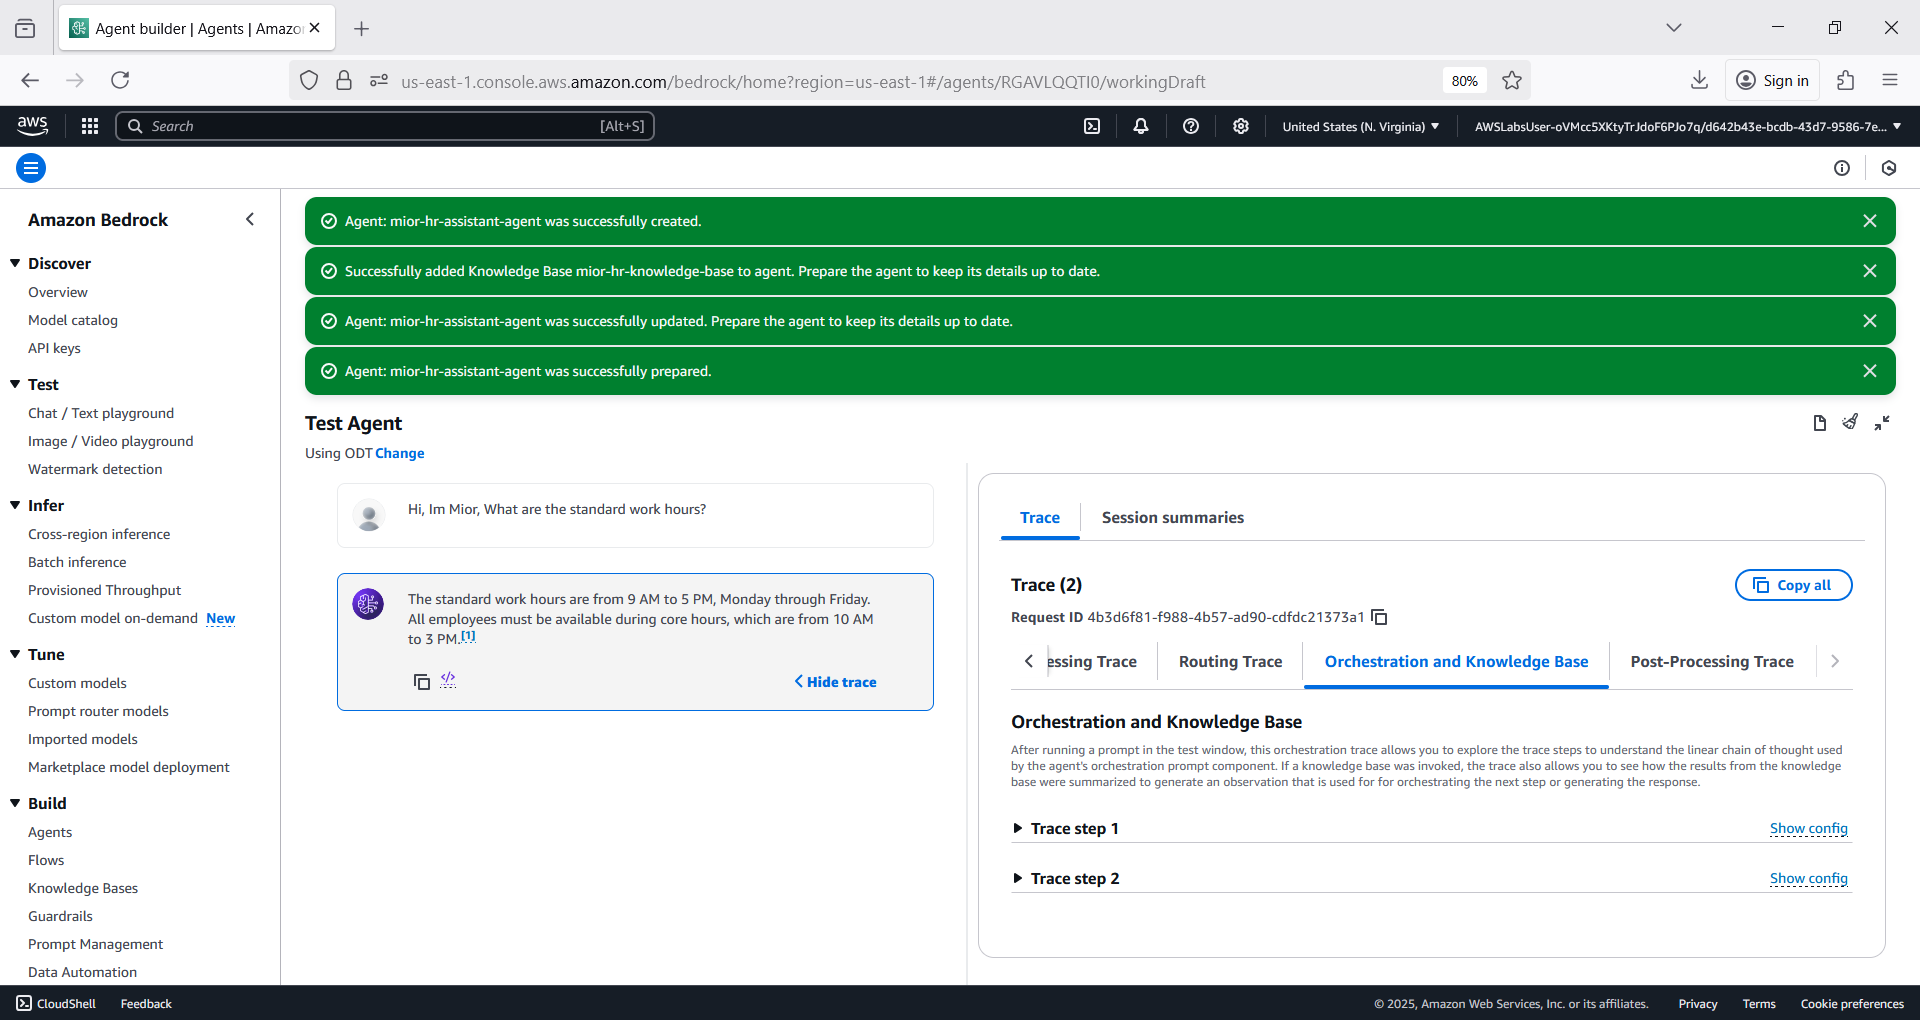 Agent builder | Agents | Amazo
us-east-1.console.aws.amazon.com/bedrock/home?region=us-east-1#/agents/RGAVLQQTI0/workingDraft
80%
Sign in
aws
Search
[Alt+S]
United States (N. Virginia)
AWSLabsUser-oVMcc5XKtyTrJdoF6PJo7q/d642b43e-bcdb-43d7-9586-7e...
Amazon Bedrock
Discover
Overview
Model catalog
API keys
Test
Chat / Text playground
Image / Video playground
Watermark detection
Infer
Cross-region inference
Batch inference
Provisioned Throughput
Custom model on-demand New
Tune
Custom models
Prompt router models
Imported models
Marketplace model deployment
Build
Agents
Flows
Knowledge Bases
Guardrails
Prompt Management
Data Automation
Agent: mior-hr-assistant-agent was successfully created.
Successfully added Knowledge Base mior-hr-knowledge-base to agent. Prepare the agent to keep its details up to date.
Agent: mior-hr-assistant-agent was successfully updated. Prepare the agent to keep its details up to date.
Agent: mior-hr-assistant-agent was successfully prepared.
Test Agent
Using ODT Change
Hi, Im Mior, What are the standard work hours?
The standard work hours are from 9 AM to 5 PM, Monday through Friday.
All employees must be available during core hours, which are from 10 AM
to 3 PM.[1]
Hide trace
Trace
Session summaries
Trace (2)
Copy all
Request ID 4b3d6f81-f988-4b57-ad90-cdfdc21373a1
essing Trace
Routing Trace
Orchestration and Knowledge Base
Post-Processing Trace
Orchestration and Knowledge Base
After running a prompt in the test window, this orchestration trace allows you to explore the trace steps to understand the linear chain of thought used
by the agent's orchestration prompt component. If a knowledge base was invoked, the trace also allows you to see how the results from the knowledge
base were summarized to generate an observation that is used for for orchestrating the next step or generating the response.
Trace step 1
Show config
Trace step 2
Show config
CloudShell
Feedback
© 2025, Amazon Web Services, Inc. or its affiliates.
Privacy
Terms
Cookie preferences